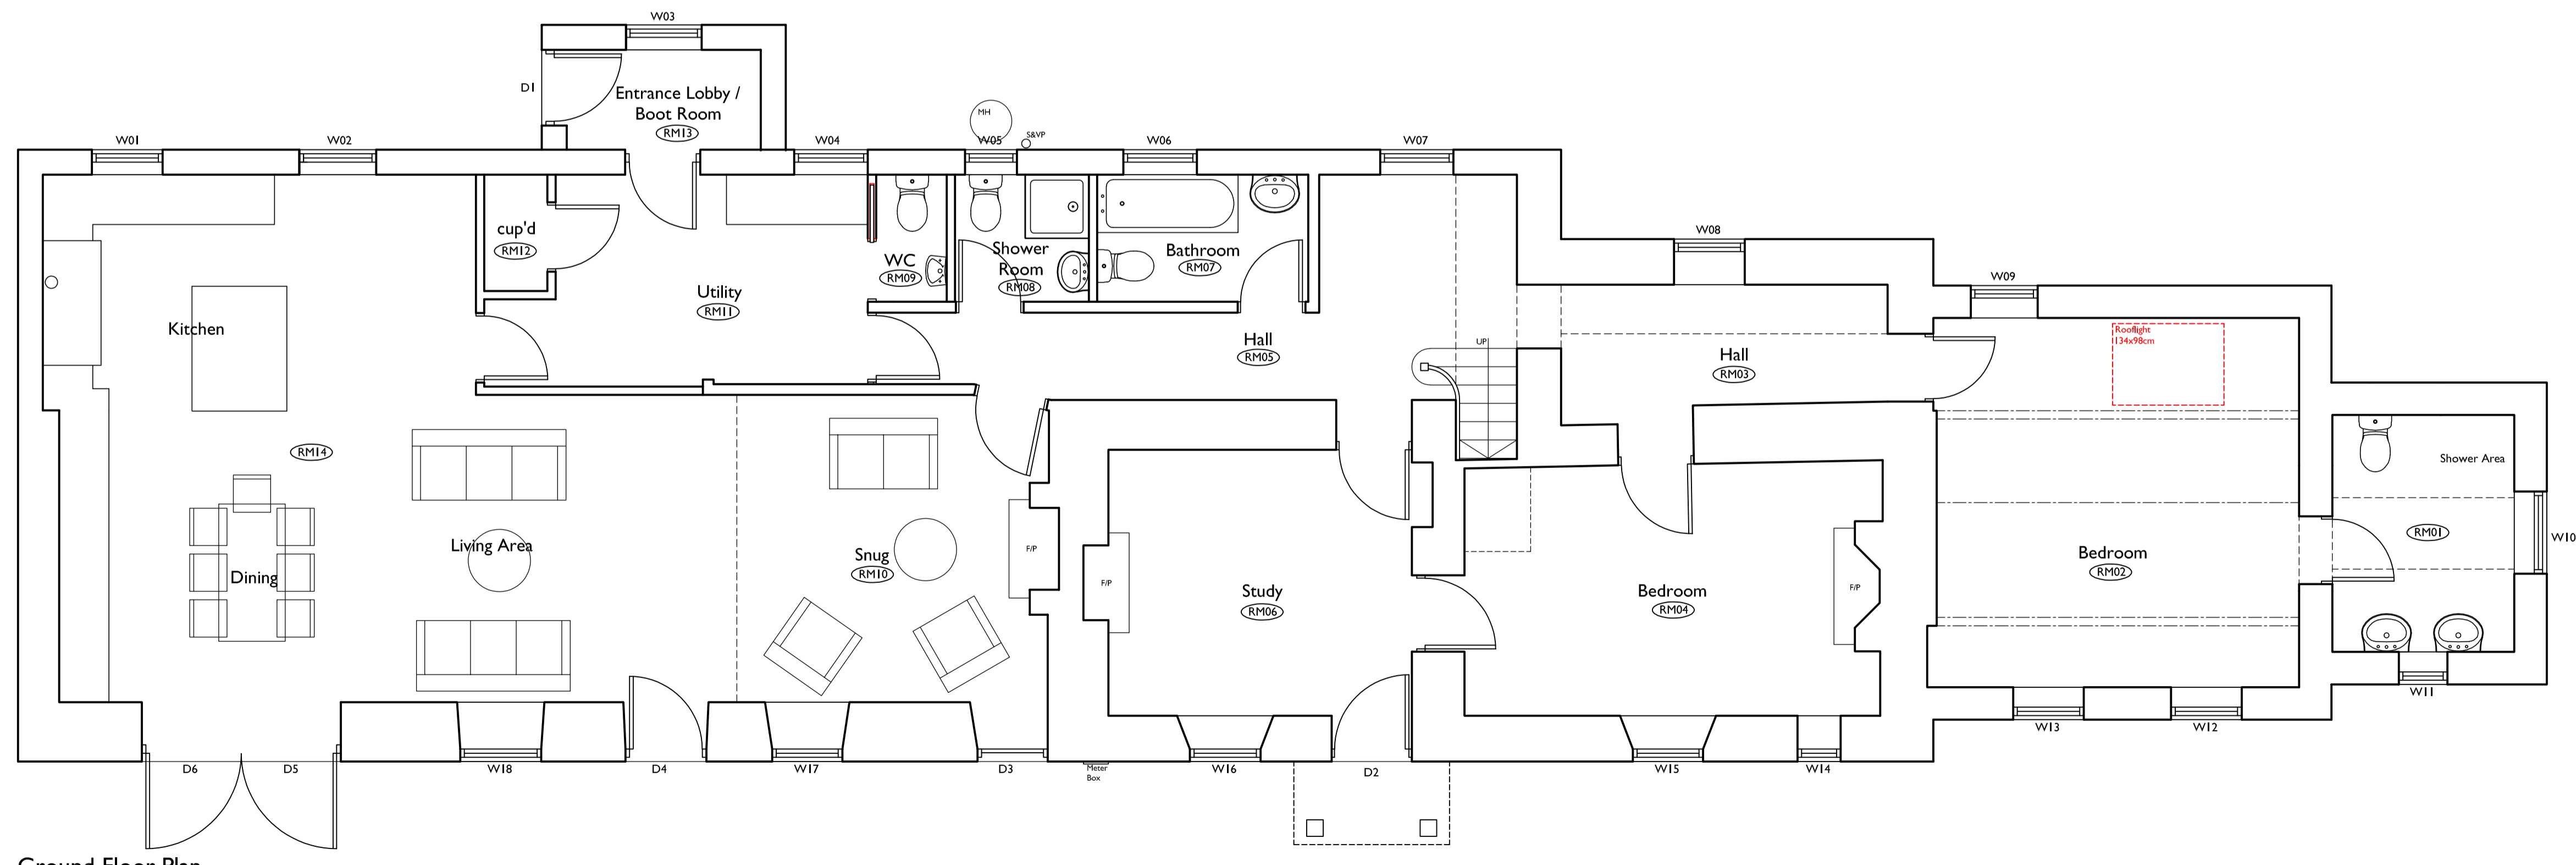 W03
D1
Entrance Lobby /
Boot Room
RM13
MH
S&VP
W01
W02
W04
W05
W06
W07
cup'd
RM12
WC
RM09
Shower
Room
RM08
Bathroom
RM07
W08
W09
Utility
RM11
Kitchen
Hall
RM05
UP
Hall
RM03
Rooflight
134x98cm
RM14
Shower Area
Living Area
Dining
Snug
RM10
F/P
F/P
Study
RM06
Bedroom
RM04
F/P
Bedroom
RM02
RM01
W10
W11
W13
W12
D6
D5
W18
D4
W17
D3
Meter
Box
W16
D2
W15
W14
Ground Floor Plan